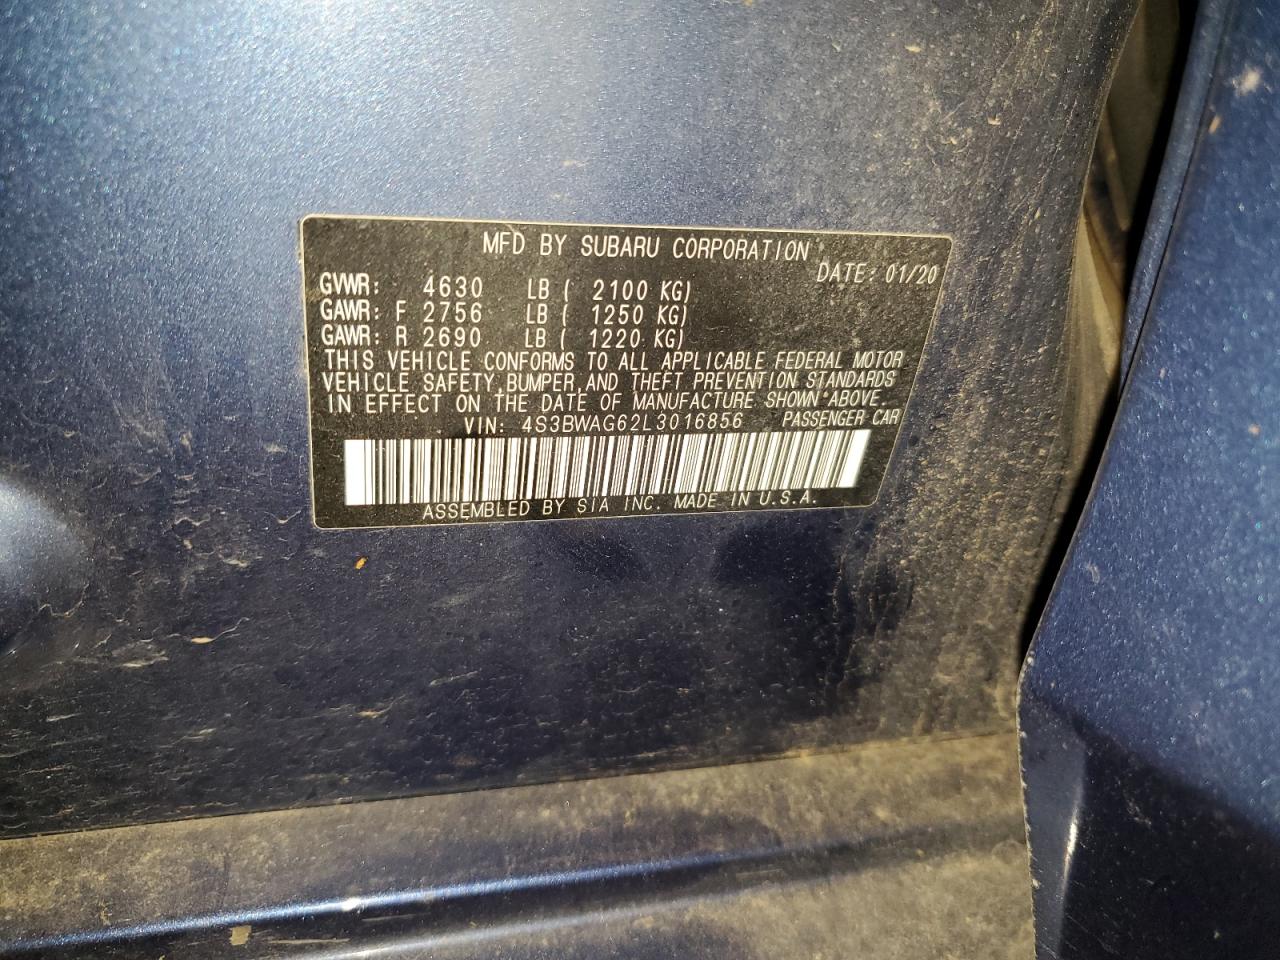 MFD BY SUBARU CORPORATION
DATE: 01/20
GVWR: 4630 LB ( 2100 KG)
GAWR: F 2756 LB ( 1250 KG)
GAWR: R 2690 LB ( 1220 KG)
THIS VEHICLE CONFORMS TO ALL APPLICABLE FEDERAL MOTOR
VEHICLE SAFETY, BUMPER, AND THEFT PREVENTION STANDARDS
IN EFFECT ON THE DATE OF MANUFACTURE SHOWN ABOVE.
VIN: 4S3BWAG62L3016856 PASSENGER CAR
ASSEMBLED BY SIA INC. MADE IN U.S.A.